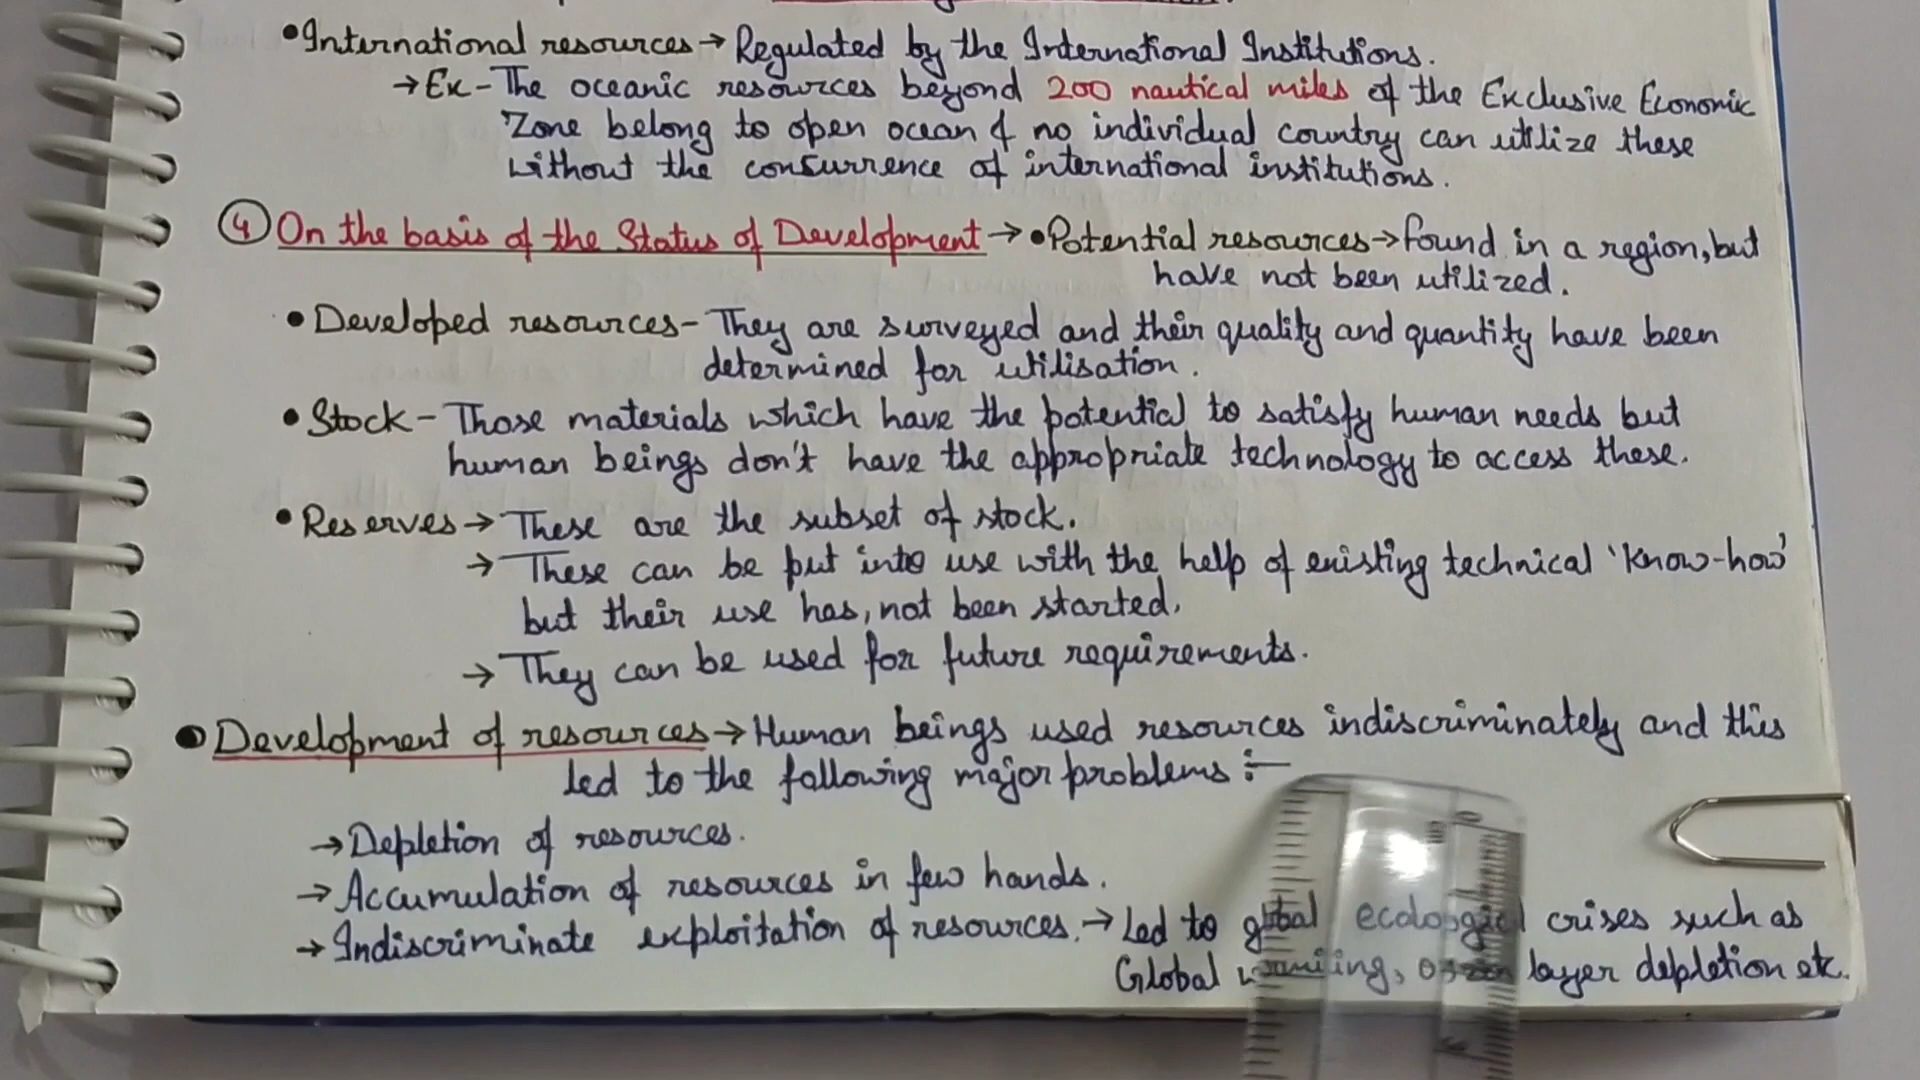 •International resources→Regulated by the International Institutions.
→Ex-The oceanic resources beyond 200 nautical miles of the Exclusive Economic
Zone belong to open ocean & no individual country can utilize these
without the concurrence of international institutions.
④On the basis of the Status of Development→•Potential resources→found in a region, but
have not been utilized.
•Developed resources-They are surveyed and their quality and quantity have been
determined for utilisation.
•Stock-Those materials which have the potential to satisfy human needs but
human beings don't have the appropriate technology to access these.
•Reserves→These are the subset of stock.
→These can be put into use with the help of existing technical 'know-how'
but their use has, not been started.
→They can be used for future requirements.
•Development of resources→Human beings used resources indiscriminately and this
led to the following major problems:-
→Depletion of resources.
→Accumulation of resources in few hands.
→Indiscriminate exploitation of resources.→Led to global ecological crises such as
Global layer depletion etc.